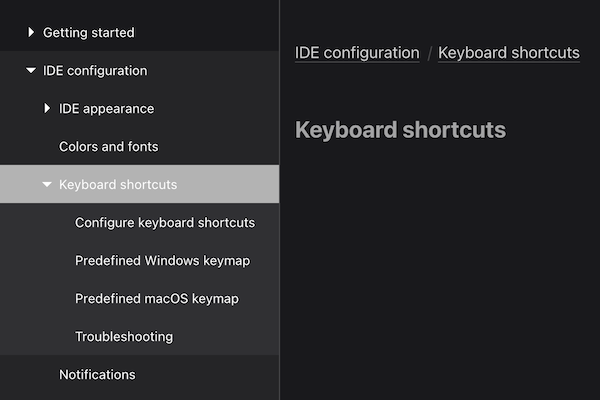 Getting started
IDE configuration
IDE appearance
Colors and fonts
Keyboard shortcuts
Configure keyboard shortcuts
Predefined Windows keymap
Predefined macOS keymap
Troubleshooting
Notifications
IDE configuration / Keyboard shortcuts
Keyboard shortcuts